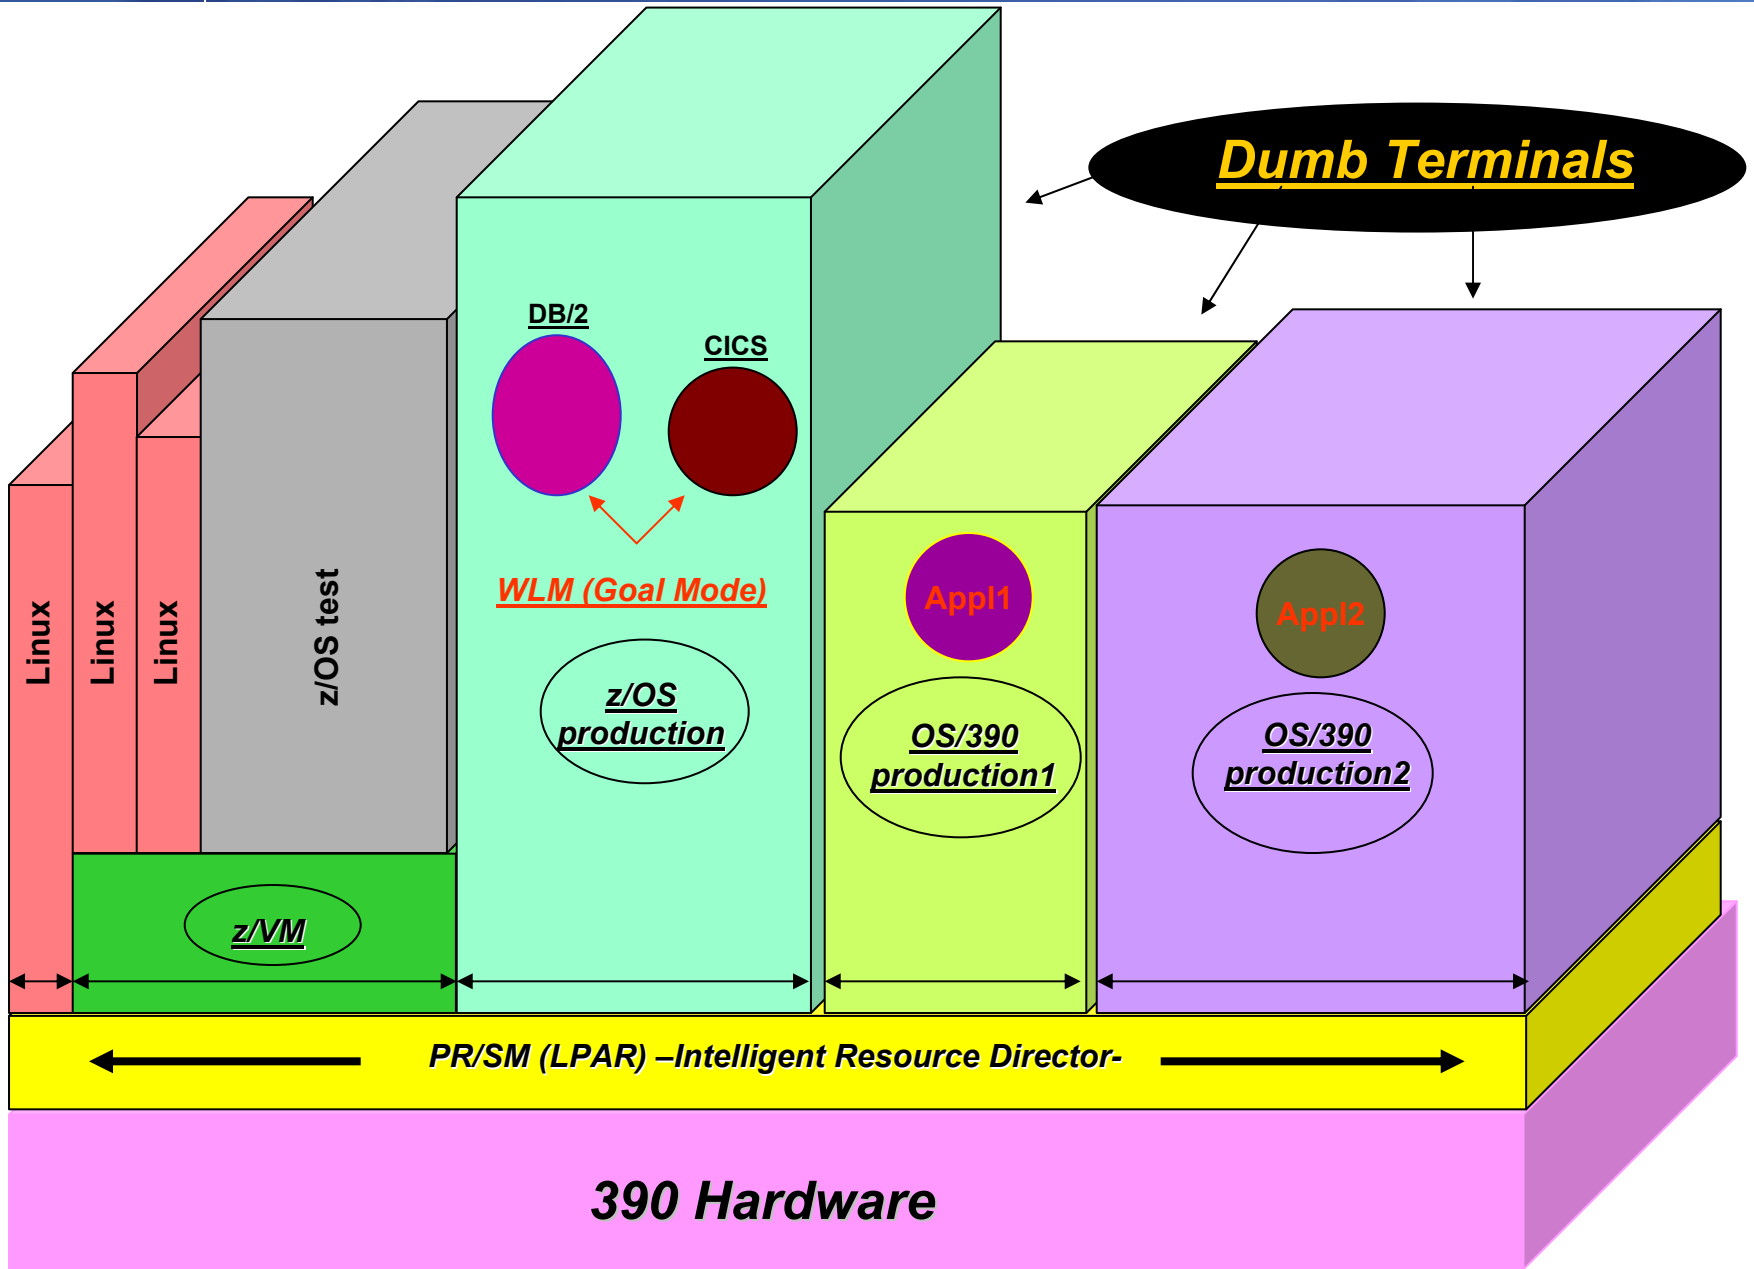 Dumb Terminals
DB/2
CICS
WLM (Goal Mode)
Appl1
Appl2
Linux
Linux
Linux
z/OS test
z/OS
production
OS/390
production1
OS/390
production2
z/VM
PR/SM (LPAR) –Intelligent Resource Director-
390 Hardware